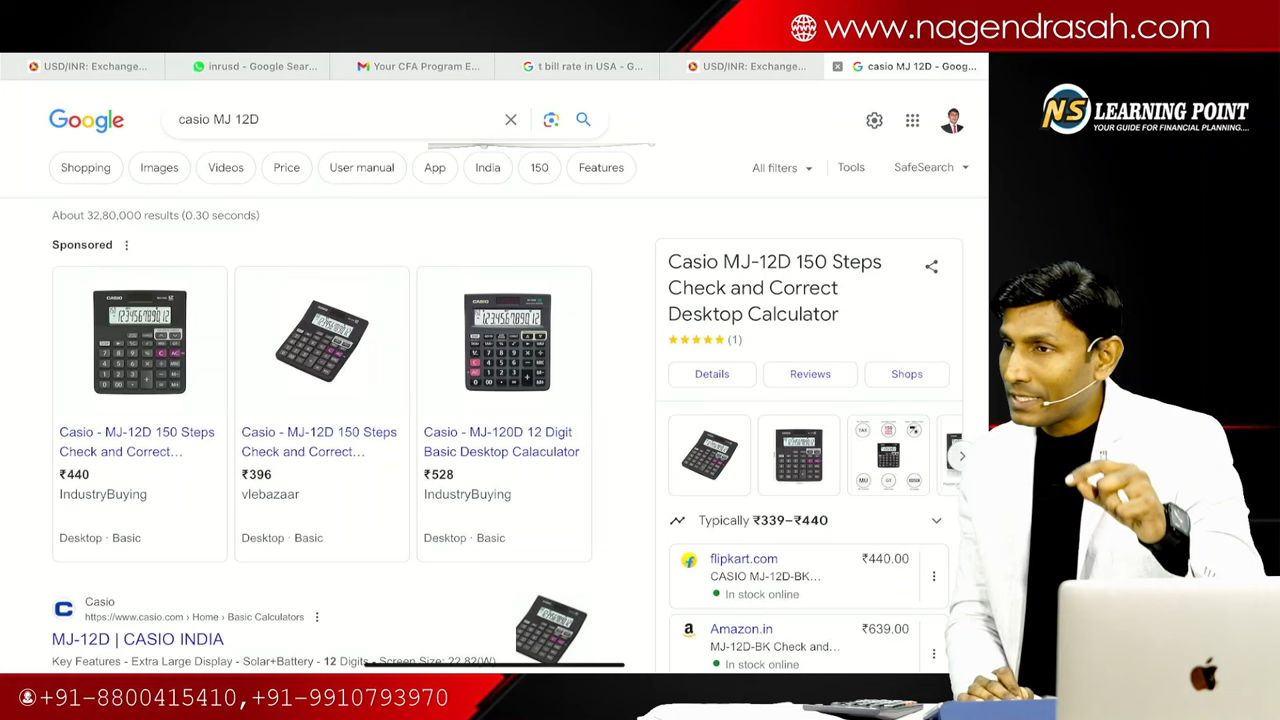 www.nagendrasah.com
USD/INR: Exchange...
inrusd - Google Sear...
Your CFA Program E...
t bill rate in USA - G...
USD/INR: Exchange...
casio MJ 12D - Goog...
NS LEARNING POINT
YOUR GUIDE FOR FINANCIAL PLANNING....
Google
casio MJ 12D
Shopping
Images
Videos
Price
User manual
App
India
150
Features
All filters
Tools
SafeSearch
About 32,80,000 results (0.30 seconds)
Sponsored
Casio - MJ-12D 150 Steps
Check and Correct...
₹440
IndustryBuying
Desktop · Basic
Casio - MJ-12D 150 Steps
Check and Correct...
₹396
vlebazaar
Desktop · Basic
Casio - MJ-120D 12 Digit
Basic Desktop Calaculator
₹528
IndustryBuying
Desktop · Basic
Casio MJ-12D 150 Steps
Check and Correct
Desktop Calculator
(1)
Details
Reviews
Shops
Typically ₹339–₹440
flipkart.com
₹440.00
CASIO MJ-12D-BK...
In stock online
Amazon.in
₹639.00
MJ-12D-BK Check and...
In stock online
Casio
https://www.casio.com › Home › Basic Calculators
MJ-12D | CASIO INDIA
Key Features - Extra Large Display - Solar+Battery - 12 Digits - Screen Size: 22.82(W)
+91-8800415410,+91-9910793970